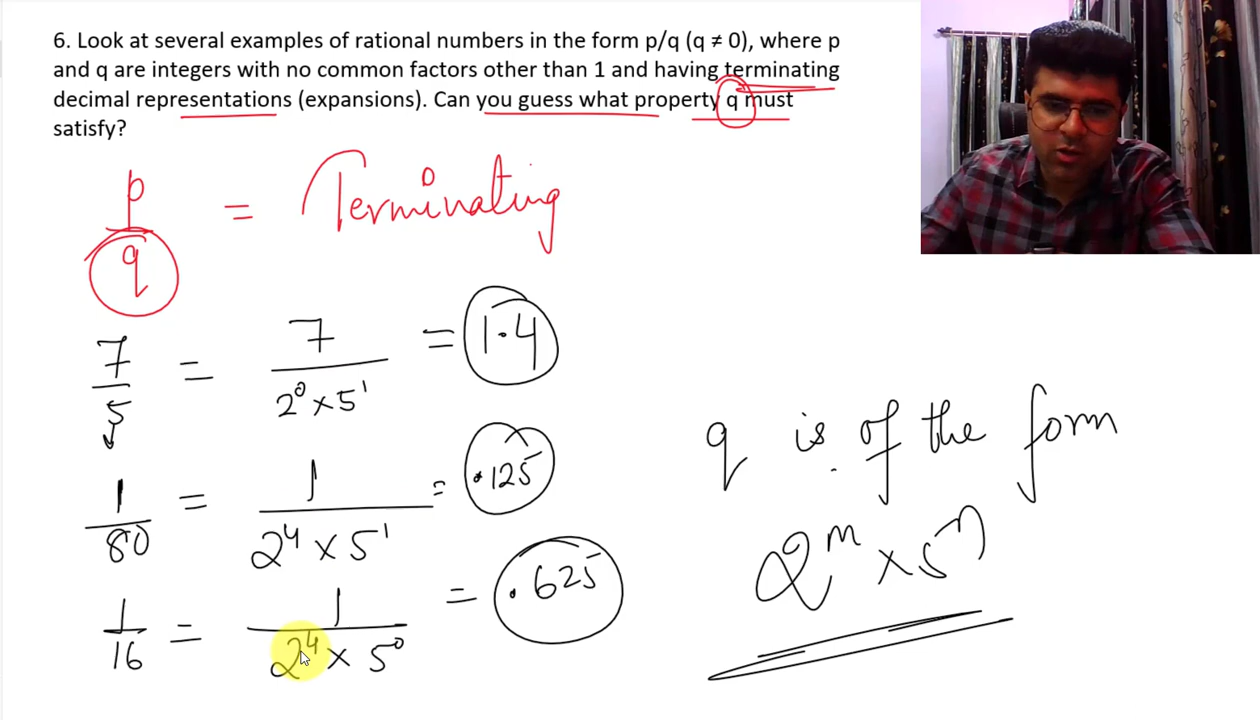 6. Look at several examples of rational numbers in the form p/q (q ≠ 0), where p
and q are integers with no common factors other than 1 and having terminating
decimal representations (expansions). Can you guess what property q must
satisfy?
p/q = Terminating
7/5 = 7/(2⁰ × 5¹) = 1.4
1/80 = 1/(2⁴ × 5¹) = .125
1/16 = 1/(2⁴ × 5⁰) = .625
q is of the form
2ᵐ × 5ⁿ